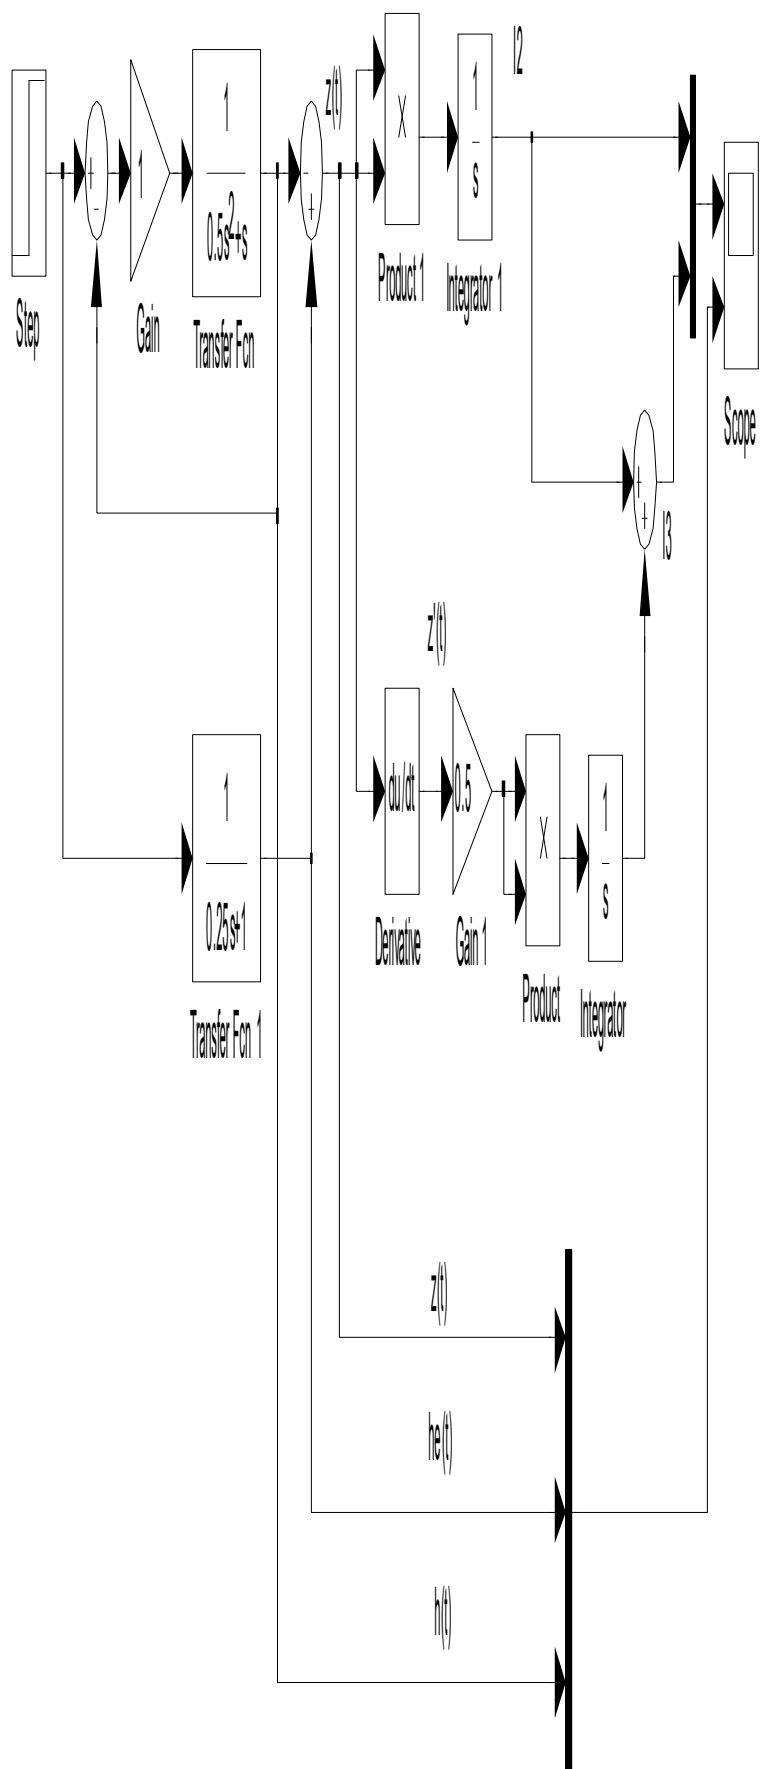 Step
+
-
1
Gain
1
0.5s²+s
Transfer Fcn
-
+
z(t)
X
Product 1
1
s
Integrator 1
I2
Scope
+
+
I3
z'(t)
1
0.25s+1
Transfer Fcn 1
du/dt
Derivative
0.5
Gain 1
X
Product
1
s
Integrator
z(t)
he(t)
h(t)